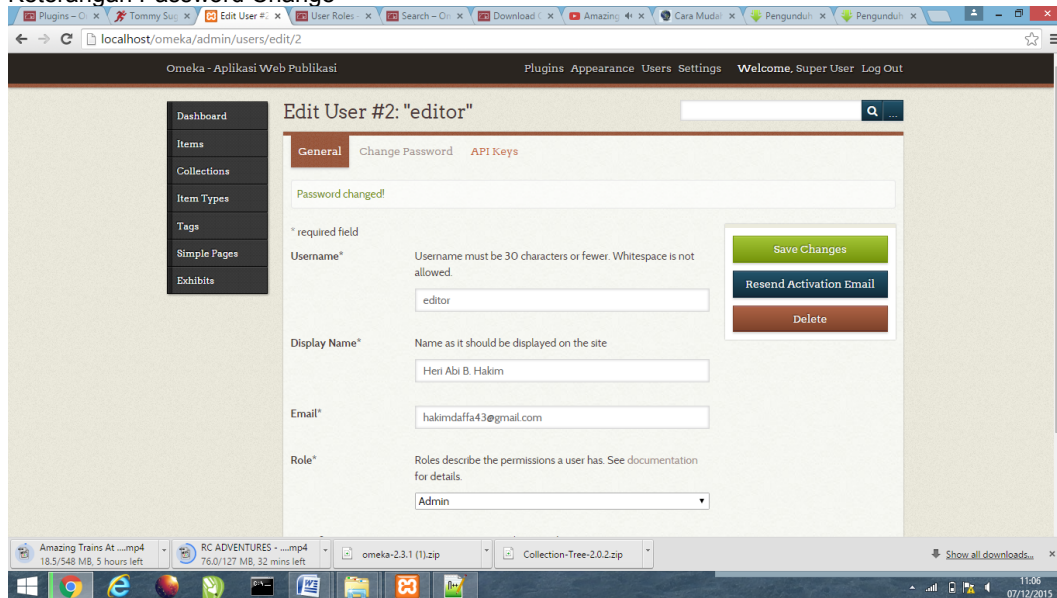 Keterangan Password Change
Plugins – O
Tommy Sug
Edit User #2
User Roles -
Search – Om
Download
Amazing
Cara Mudah
Pengunduh
Pengunduh
localhost/omeka/admin/users/edit/2
Omeka - Aplikasi Web Publikasi
Plugins Appearance Users Settings Welcome, Super User Log Out
Dashboard
Items
Collections
Item Types
Tags
Simple Pages
Exhibits
Edit User #2: "editor"
...
General Change Password API Keys
Password changed!
* required field
Username*
Username must be 30 characters or fewer. Whitespace is not
allowed.
editor
Display Name*
Name as it should be displayed on the site
Heri Abi B. Hakim
Email*
hakimdaffa43@gmail.com
Role*
Roles describe the permissions a user has. See documentation
for details.
Admin
Save Changes
Resend Activation Email
Delete
Amazing Trains At ....mp4
18.5/548 MB, 5 hours left
RC ADVENTURES - ....mp4
76.0/127 MB, 32 mins left
omeka-2.3.1 (1).zip
Collection-Tree-2.0.2.zip
Show all downloads...
11:06
07/12/2015